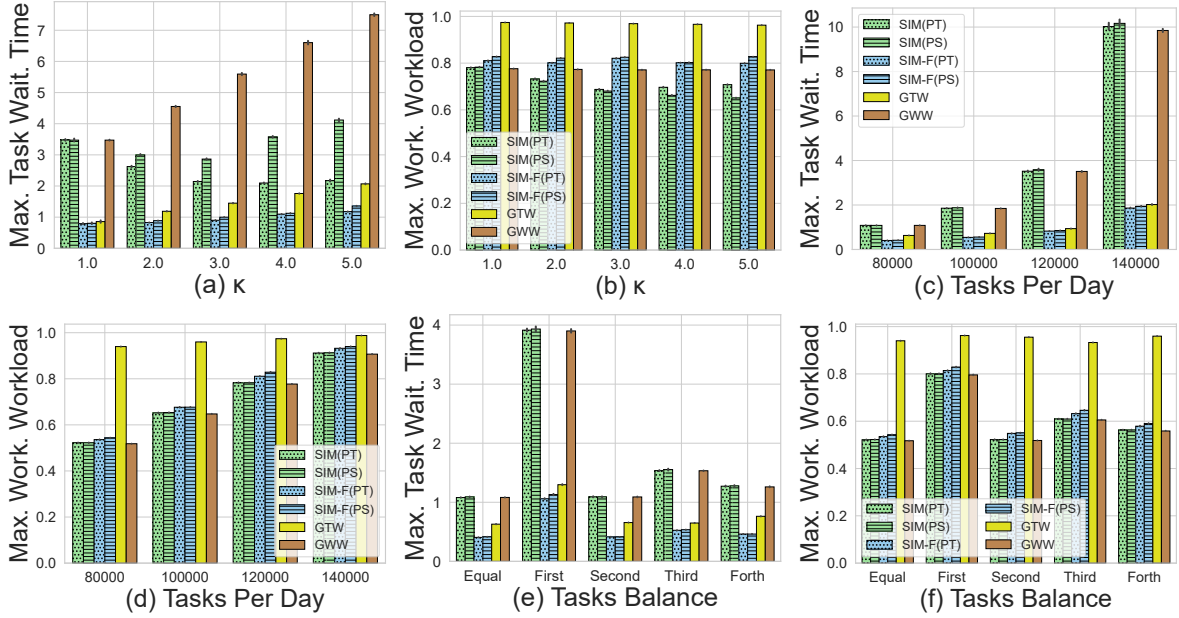 Max. Task Wait. Time
7
6
5
4
3
2
1
0
1.0
2.0
3.0
4.0
5.0
(a) κ
Max. Work. Workload
1.0
0.8
0.6
0.4
0.2
0.0
SIM(PT)
SIM(PS)
SIM-F(PT)
SIM-F(PS)
GTW
GWW
1.0
2.0
3.0
4.0
5.0
(b) κ
Max. Task Wait. Time
10
8
6
4
2
0
SIM(PT)
SIM(PS)
SIM-F(PT)
SIM-F(PS)
GTW
GWW
80000
100000
120000
140000
(c) Tasks Per Day
Max. Work. Workload
1.0
0.8
0.6
0.4
0.2
0.0
SIM(PT)
SIM(PS)
SIM-F(PT)
SIM-F(PS)
GTW
GWW
80000
100000
120000
140000
(d) Tasks Per Day
Max. Task Wait. Time
4
3
2
1
0
Equal
First
Second
Third
Forth
(e) Tasks Balance
Max. Work. Workload
1.0
0.8
0.6
0.4
0.2
0.0
SIM(PT)
SIM(PS)
SIM-F(PT)
SIM-F(PS)
GTW
GWW
Equal
First
Second
Third
Forth
(f) Tasks Balance